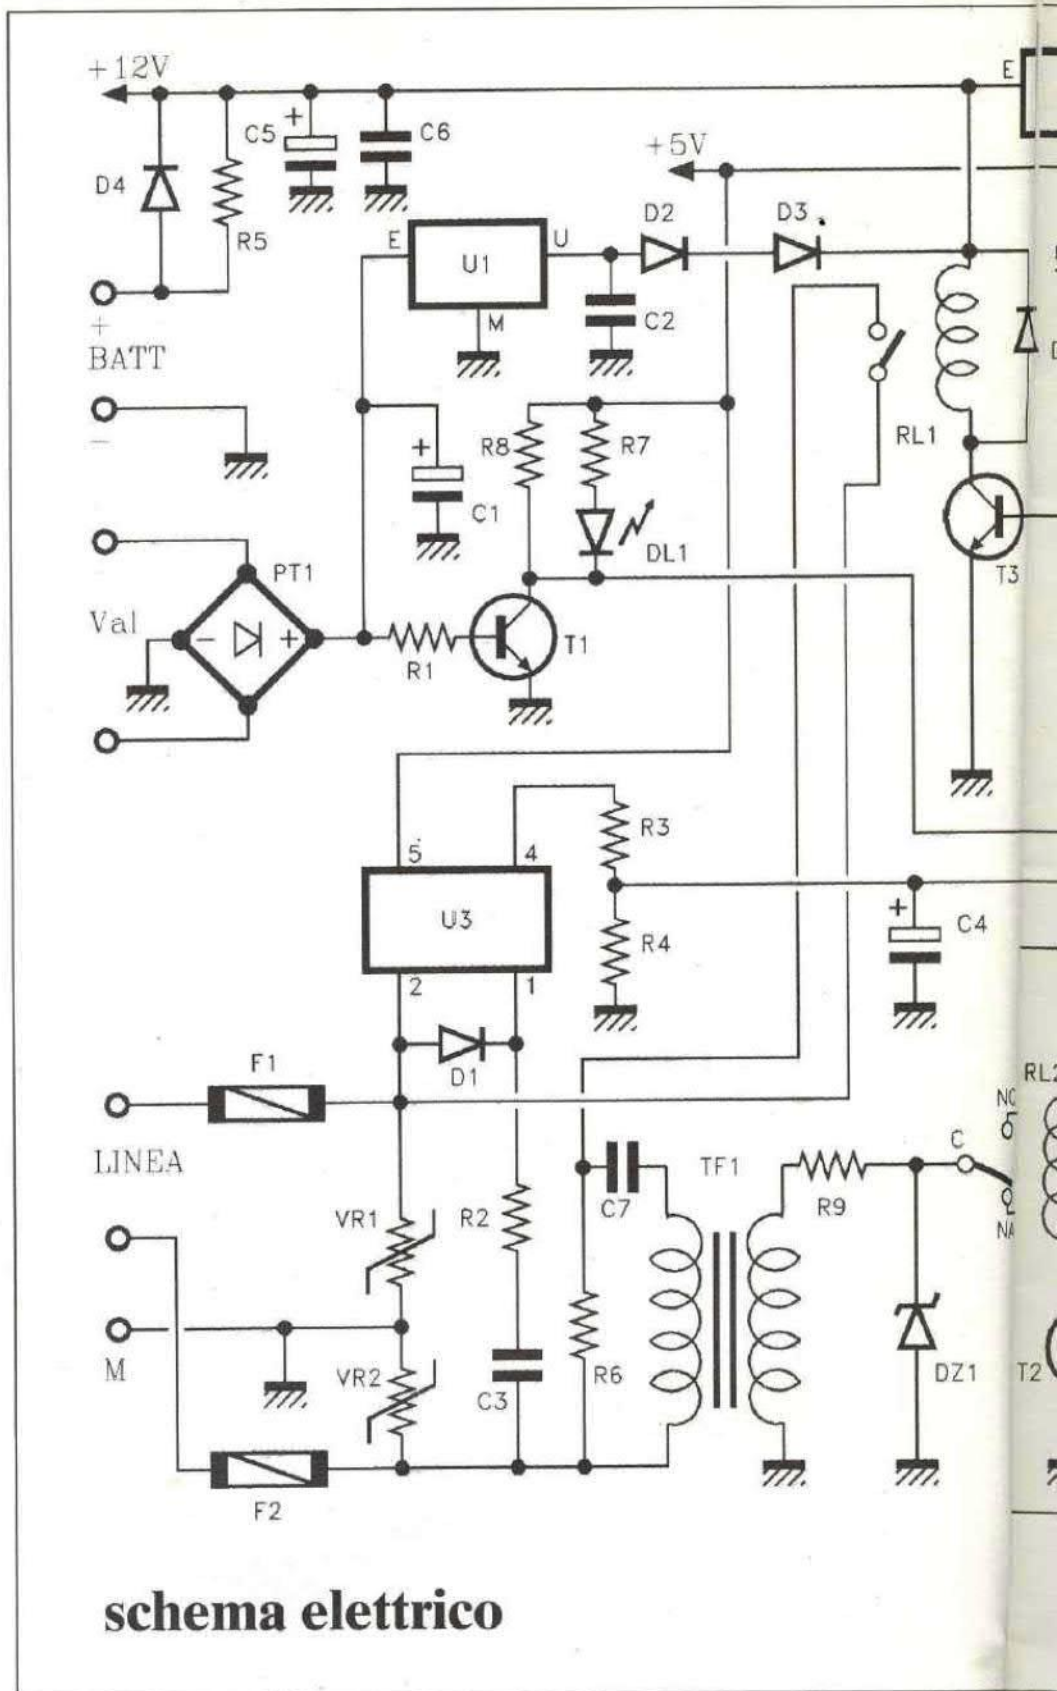 +12V
E
C5
+
C6
+5V
D4
R5
E
U1
U
D2
D3
M
C2
+
BATT
-
R8
R7
RL1
+
C1
DL1
T3
PT1
Val
-
+
R1
T1
R3
5
4
U3
+
C4
R4
2
1
F1
D1
RL2
LINEA
C
TF1
C7
R9
NA
VR1
R2
M
VR2
C3
R6
DZ1
T2
F2
schema elettrico